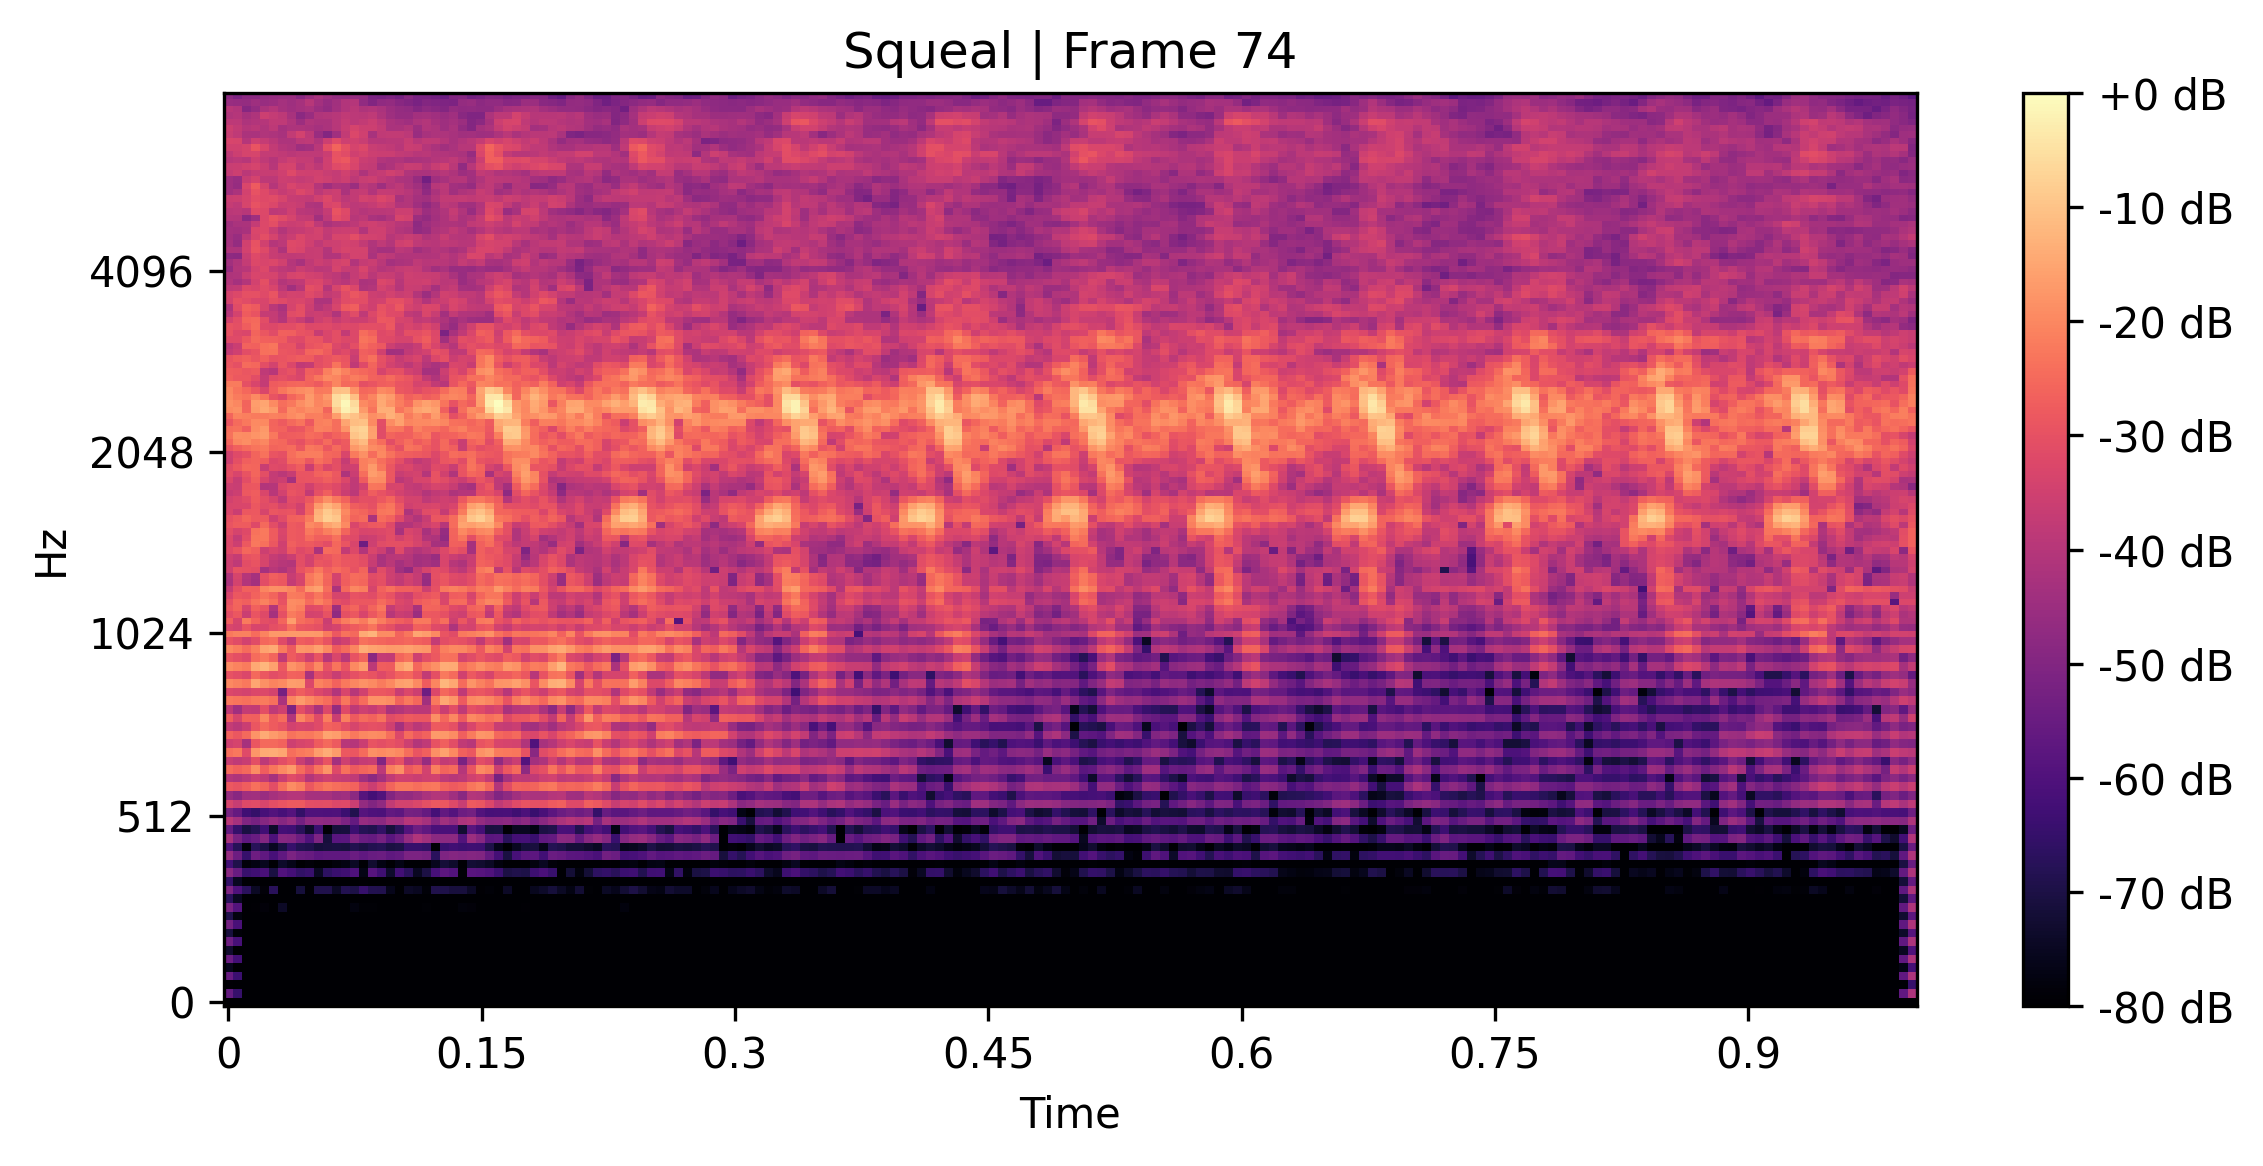 Squeal | Frame 74
+0 dB
-10 dB
-20 dB
-30 dB
-40 dB
-50 dB
-60 dB
-70 dB
-80 dB
4096
2048
1024
512
0
Hz
0 0.15 0.3 0.45 0.6 0.75 0.9
Time